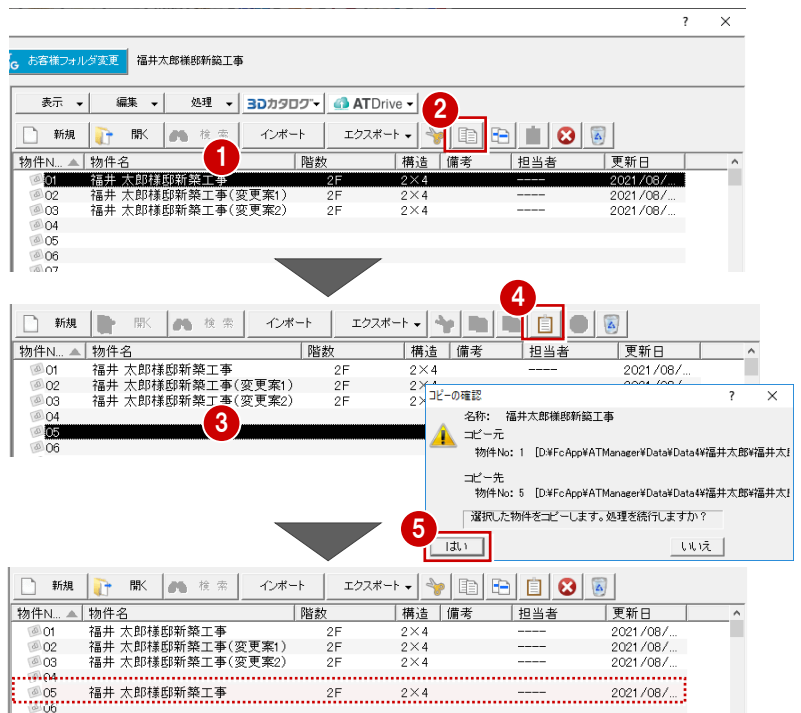 ? ×
お客様フォルダ変更 福井太郎様邸新築工事
表示 編集 処理 3Dカタログ ATDrive
2
新規 開く 検索 インポート エクスポート
1
物件N... 物件名 階数 構造 備考 担当者 更新日
01 福井 太郎様邸新築工事 2F 2×4 ---- 2021/08/...
02 福井 太郎様邸新築工事(変更案1) 2F 2×4 ---- 2021/08/...
03 福井 太郎様邸新築工事(変更案2) 2F 2×4 ---- 2021/08/...
04
05
06
07
4
新規 開く 検索 インポート エクスポート
物件N... 物件名 階数 構造 備考 担当者 更新日
01 福井 太郎様邸新築工事 2F 2×4 ---- 2021/08/...
02 福井 太郎様邸新築工事(変更案1) 2F 2×4 2021/08/
03 福井 太郎様邸新築工事(変更案2) 2F 2×
04
3
05
06
コピーの確認 ? ×
名称: 福井太郎様邸新築工事
コピー元
物件No: 1 [D:¥FcApp¥ATManager¥Data¥Data4¥福井太郎¥福井太
コピー先
物件No: 5 [D:¥FcApp¥ATManager¥Data¥Data4¥福井太郎¥福井太
選択した物件をコピーします。処理を続行しますか?
5
はい いいえ
新規 開く 検索 インポート エクスポート
物件N... 物件名 階数 構造 備考 担当者 更新日
01 福井 太郎様邸新築工事 2F 2×4 ---- 2021/08/...
02 福井 太郎様邸新築工事(変更案1) 2F 2×4 ---- 2021/08/...
03 福井 太郎様邸新築工事(変更案2) 2F 2×4 ---- 2021/08/...
04
05 福井 太郎様邸新築工事 2F 2×4 ---- 2021/08/...
06